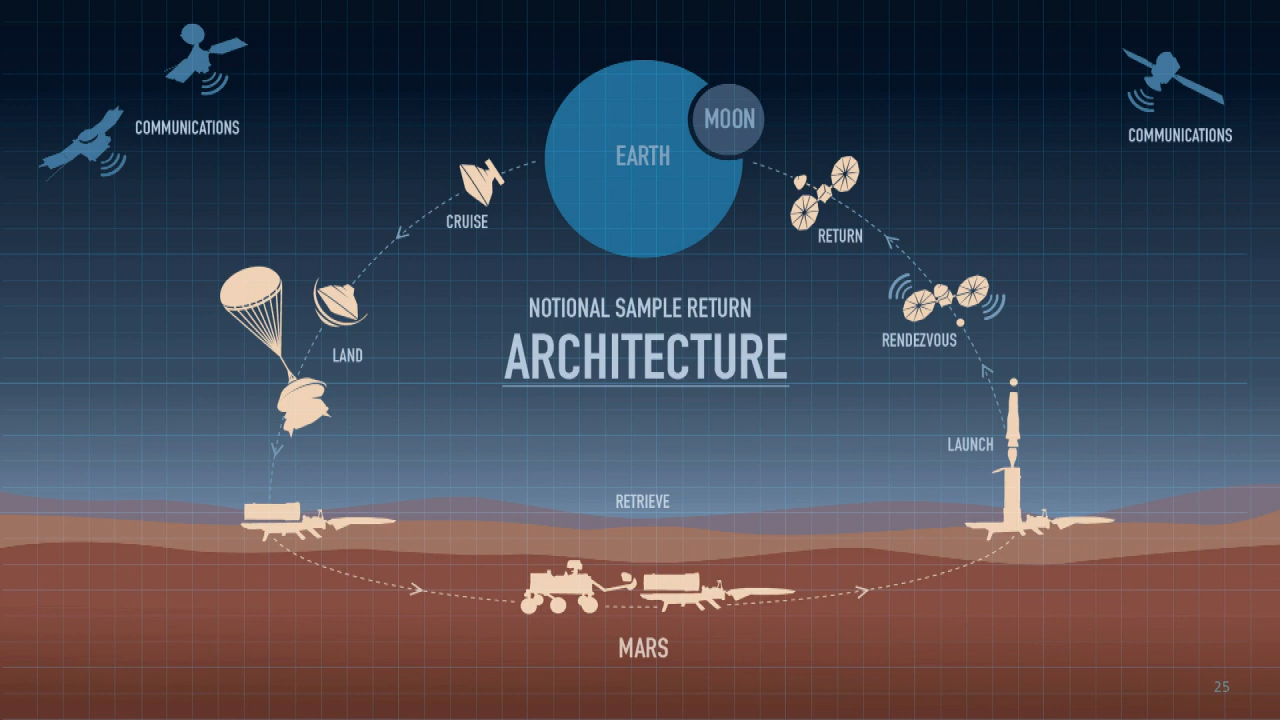 COMMUNICATIONS
COMMUNICATIONS
MOON
EARTH
CRUISE
RETURN
NOTIONAL SAMPLE RETURN
ARCHITECTURE
LAND
RENDEZVOUS
LAUNCH
RETRIEVE
MARS
25